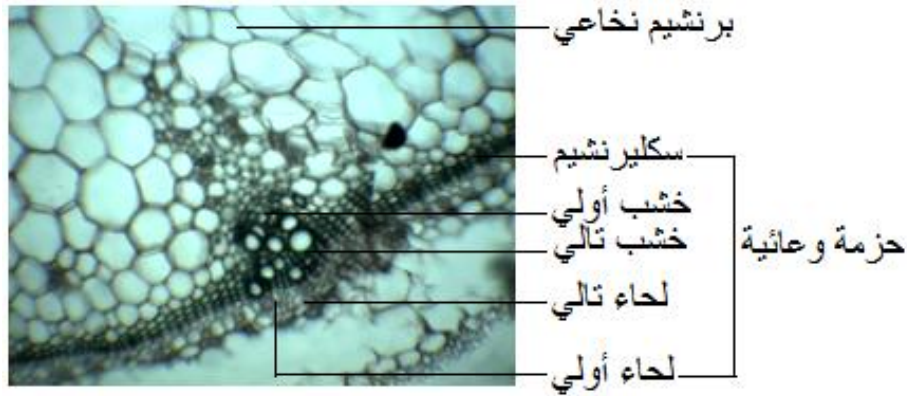 برنشيم نخاعي
سكليرنشيم
خشب أولي
خشب تالي
حزمة وعائية
لحاء تالي
لحاء أولي